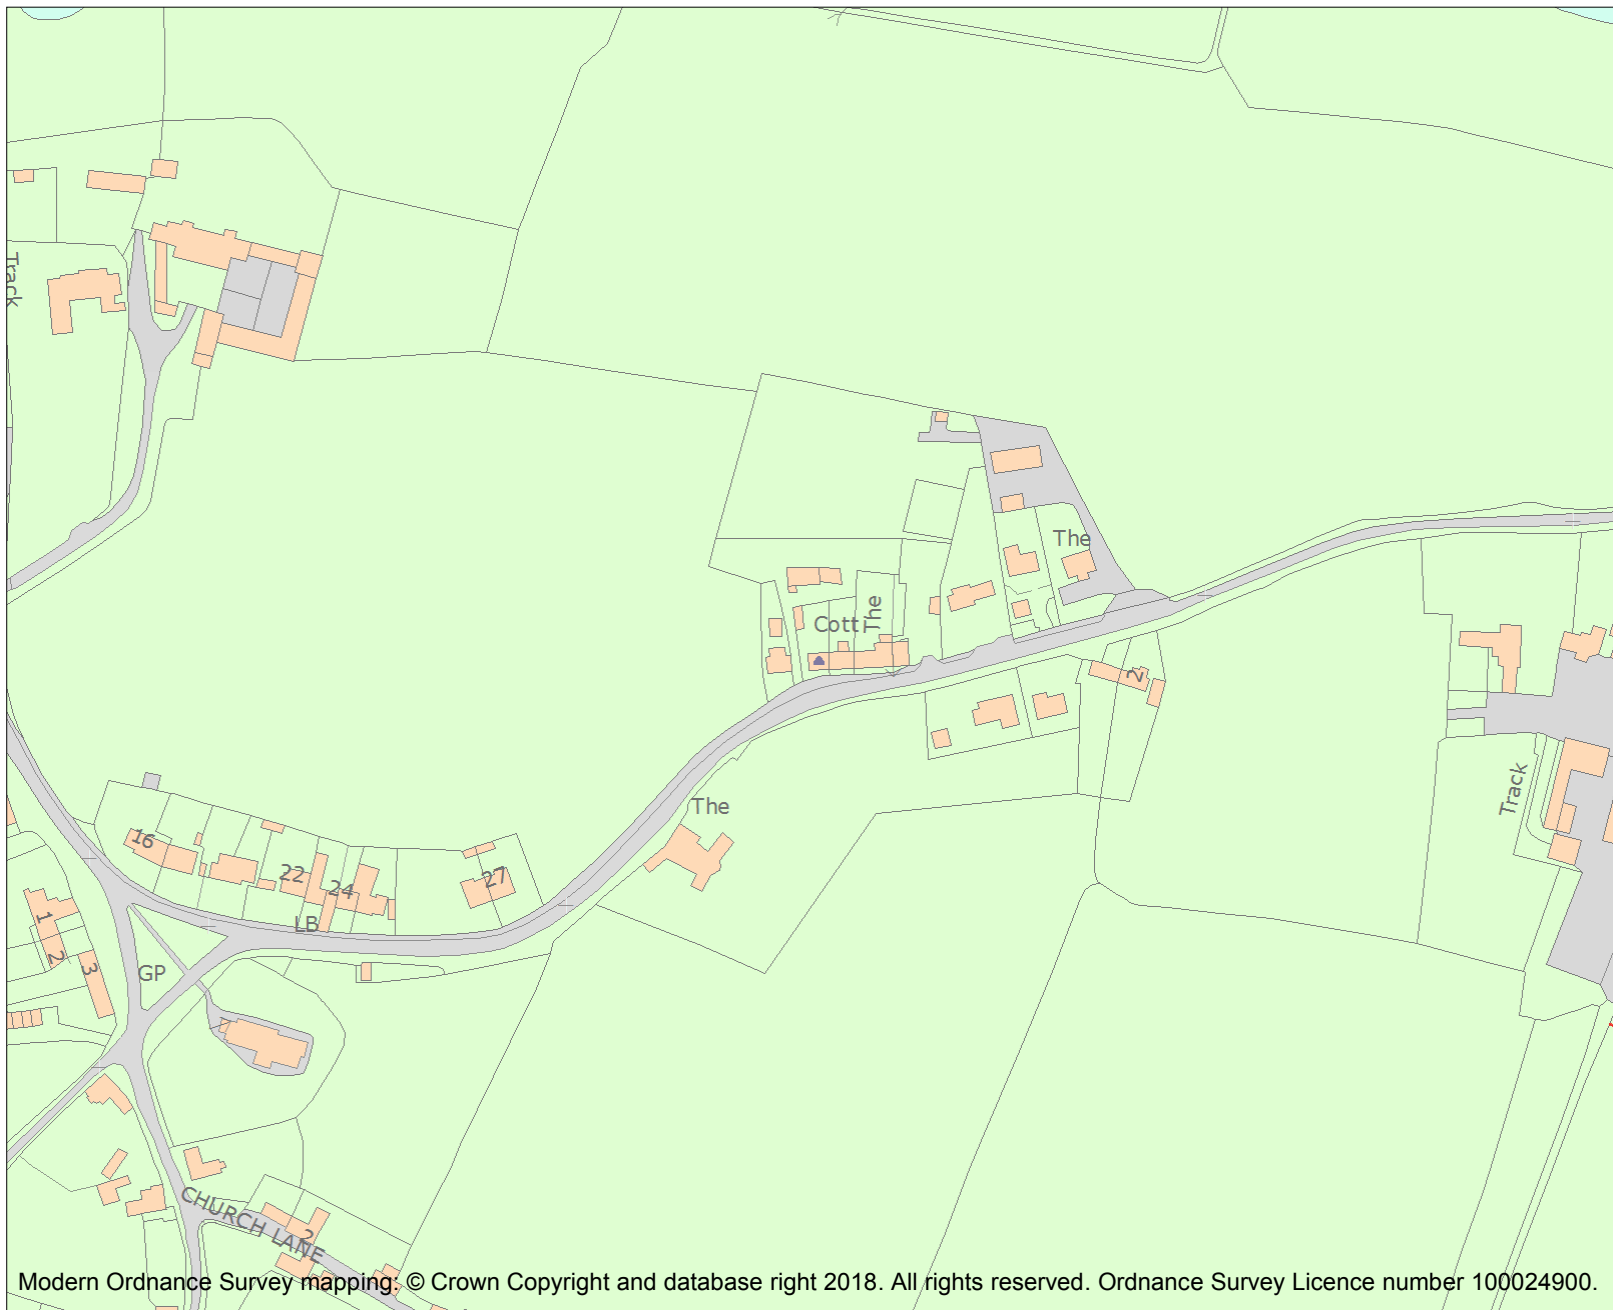 Track
The
The
Cott
2
The
Track
16
22
24
27
LB
1
2
3
GP
CHURCH LANE
2
Modern Ordnance Survey mapping: © Crown Copyright and database right 2018. All rights reserved. Ordnance Survey Licence number 100024900.